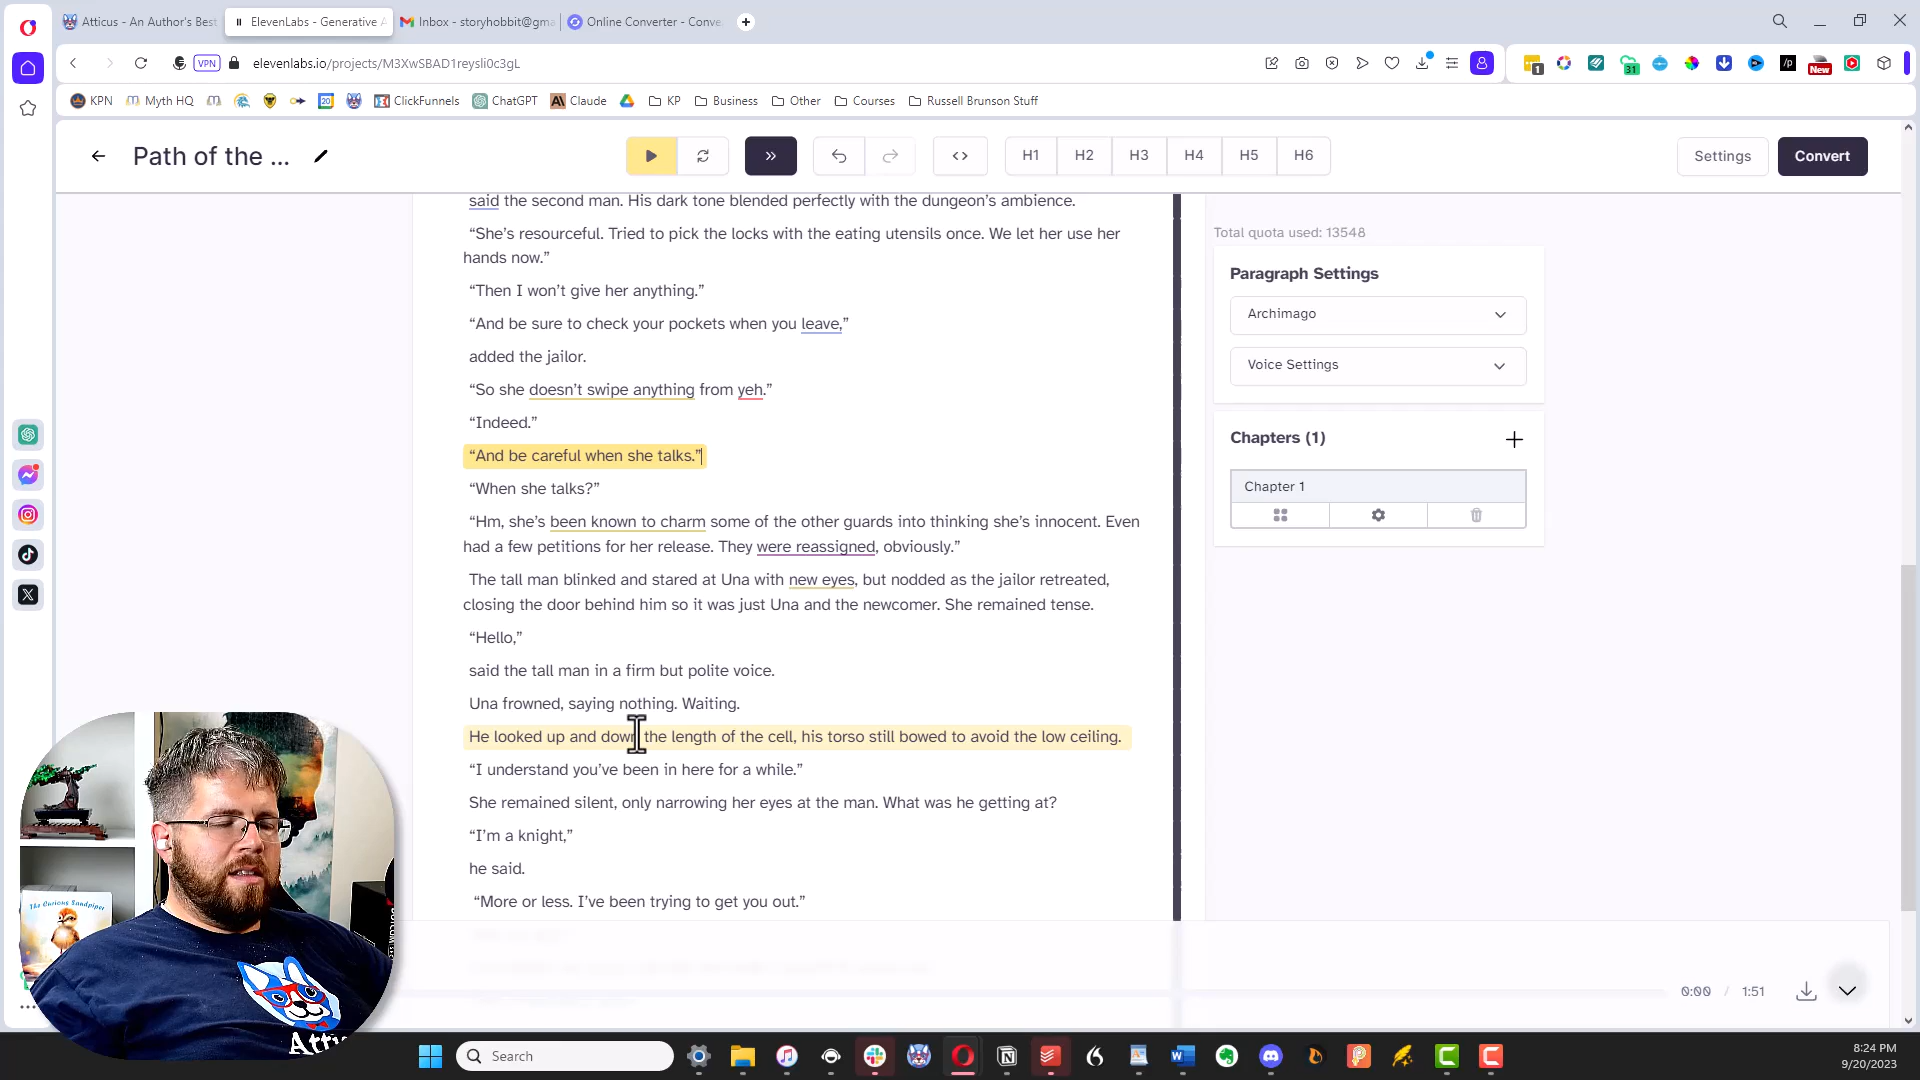 Atticus - An Author's Best
ElevenLabs - Generative A
Inbox - storyhobbit@gma
Online Converter - Conve
VPN
elevenlabs.io/projects/M3XwSBAD1reysli0c3gL
1
31
/p
New
KPN
Myth HQ
20
ClickFunnels
ChatGPT
Claude
KP
Business
Other
Courses
Russell Brunson Stuff
Path of the ...
H1
H2
H3
H4
H5
H6
Settings
Convert
said the second man. His dark tone blended perfectly with the dungeon’s ambience.
“She’s resourceful. Tried to pick the locks with the eating utensils once. We let her use her
hands now.”
“Then I won’t give her anything.”
“And be sure to check your pockets when you leave,”
added the jailor.
“So she doesn’t swipe anything from yeh.”
“Indeed.”
“And be careful when she talks.”
“When she talks?”
“Hm, she’s been known to charm some of the other guards into thinking she’s innocent. Even
had a few petitions for her release. They were reassigned, obviously.”
The tall man blinked and stared at Una with new eyes, but nodded as the jailor retreated,
closing the door behind him so it was just Una and the newcomer. She remained tense.
“Hello,”
said the tall man in a firm but polite voice.
Una frowned, saying nothing. Waiting.
He looked up and down the length of the cell, his torso still bowed to avoid the low ceiling.
“I understand you’ve been in here for a while.”
She remained silent, only narrowing her eyes at the man. What was he getting at?
“I’m a knight,”
he said.
“More or less. I’ve been trying to get you out.”
Total quota used: 13548
Paragraph Settings
Archimago
Voice Settings
Chapters (1)
Chapter 1
The Curious Sandpiper
Attic
0:00 / 1:51
Search
8:24 PM
9/20/2023